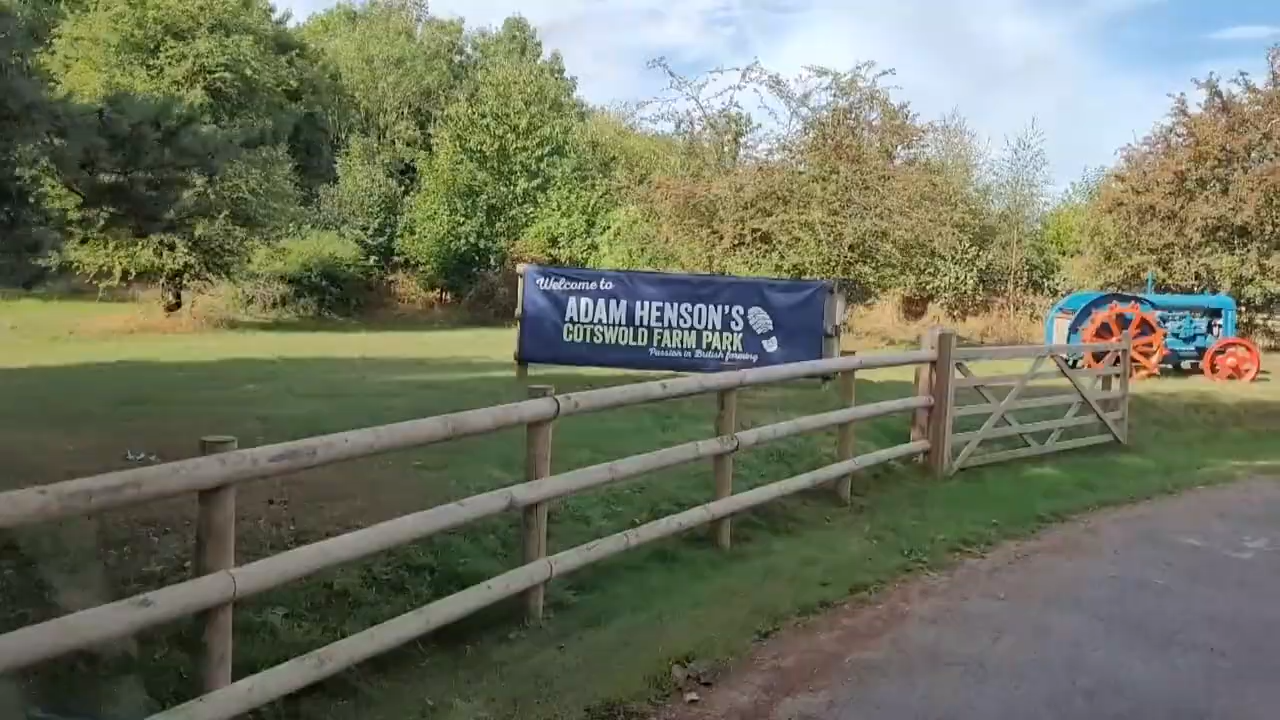 Welcome to
ADAM HENSON'S
COTSWOLD FARM PARK
Passion in British farming